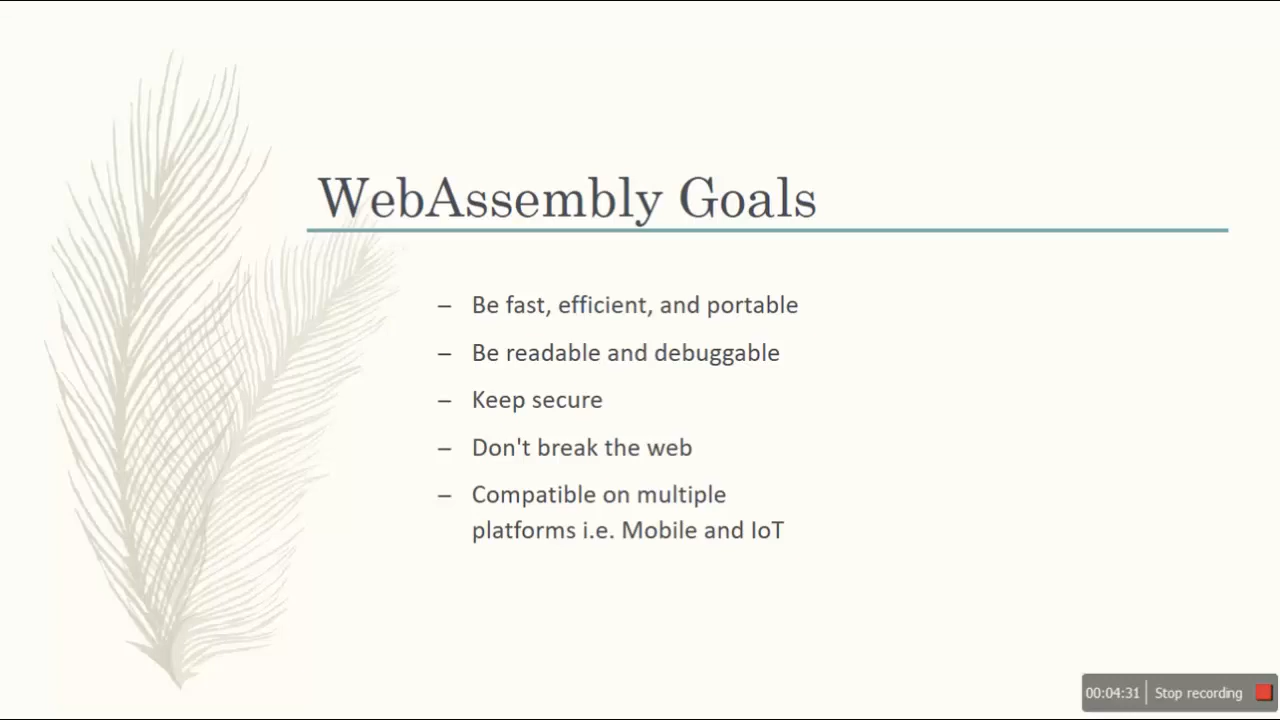 WebAssembly Goals
– Be fast, efficient, and portable
– Be readable and debuggable
– Keep secure
– Don't break the web
– Compatible on multiple
platforms i.e. Mobile and IoT
00:04:31 Stop recording